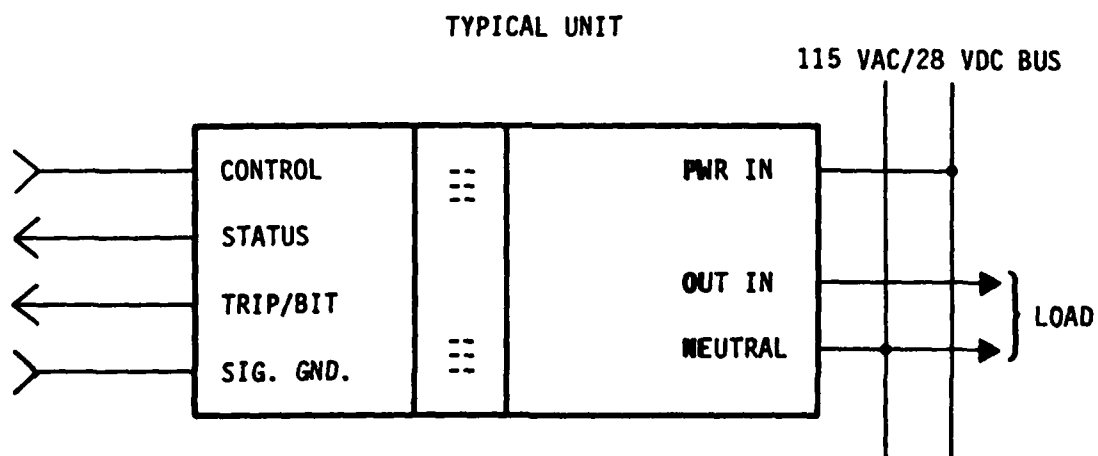 TYPICAL UNIT
115 VAC/28 VDC BUS
CONTROL
PWR IN
STATUS
OUT IN
TRIP/BIT
LOAD
NEUTRAL
SIG. GND.